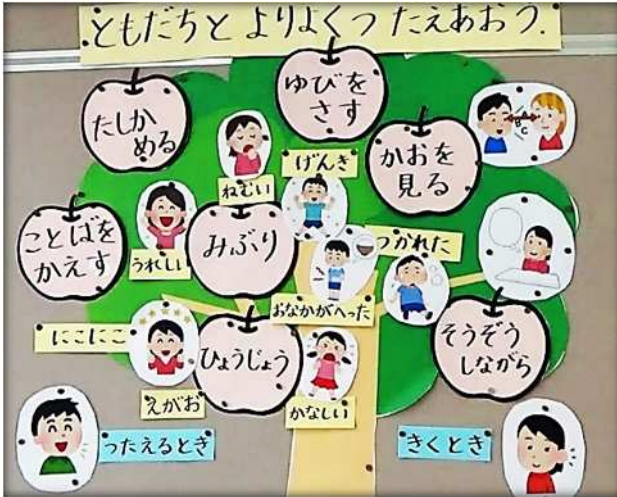 ともだちとよりよくつたえあおう.
たしか
める
ゆびを
さす
かおを
見る
ABC
ねむい
げんき
ことばを
かえす
うれしい
みぶり
つかれた
おなかがへった
にこにこ
ひょうじょう
そうぞう
しながら
えがお
かなしい
つたえるとき
きくとき